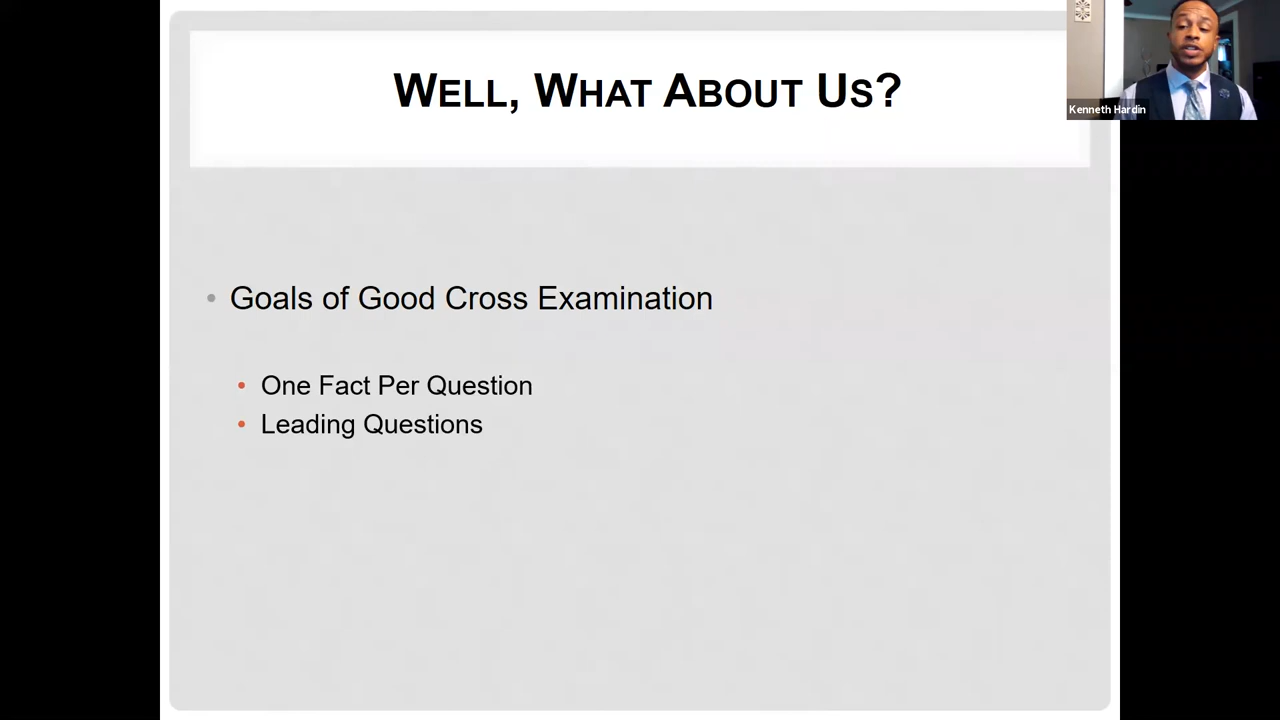 WELL, WHAT ABOUT US?
Kenneth Hardin
• Goals of Good Cross Examination
• One Fact Per Question
• Leading Questions